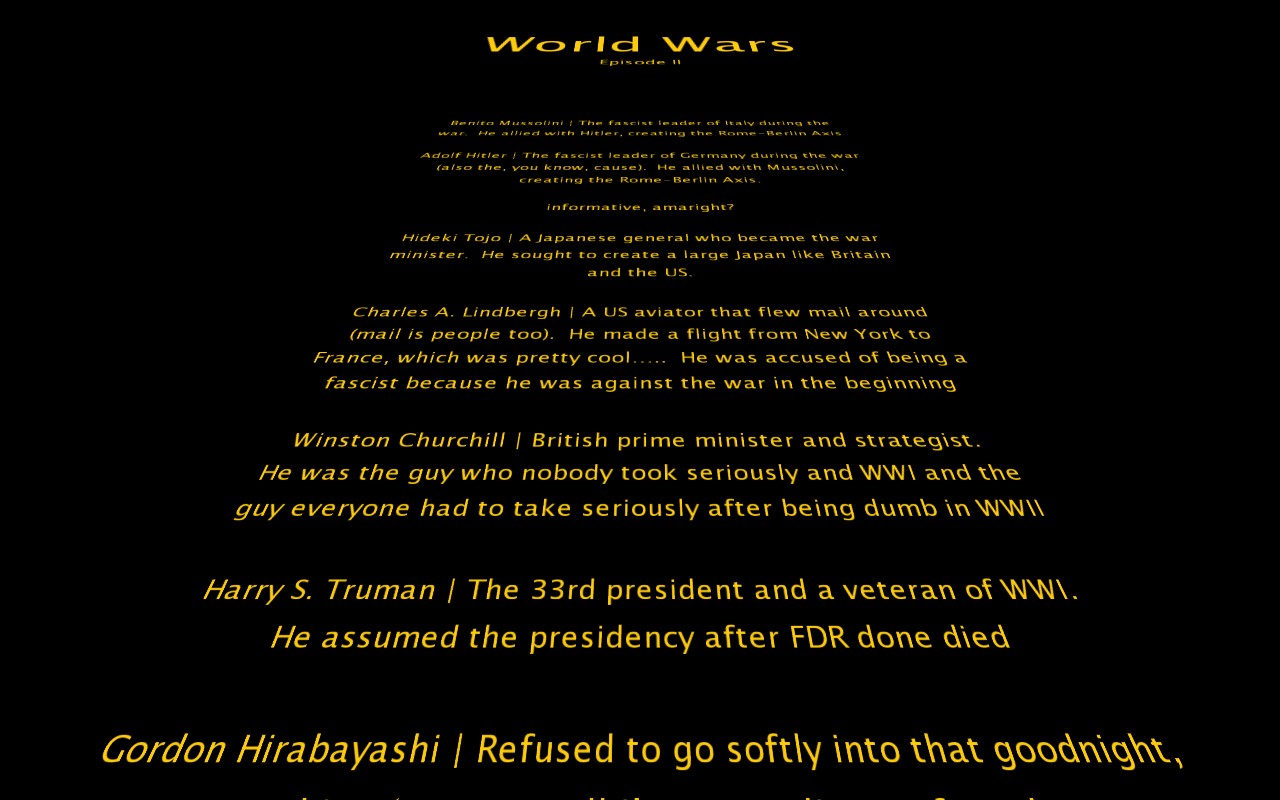 World Wars
Episode II
Benito Mussolini | The fascist leader of Italy during the
war.  He allied with Hitler, creating the Rome-Berlin Axis
Adolf Hitler | The fascist leader of Germany during the war
(also the, you know, cause).  He allied with Mussolini,
creating the Rome-Berlin Axis.
informative, amaright?
Hideki Tojo | A Japanese general who became the war
minister.  He sought to create a large Japan like Britain
and the US.
Charles A. Lindbergh | A US aviator that flew mail around
(mail is people too).  He made a flight from New York to
France, which was pretty cool.....  He was accused of being a
fascist because he was against the war in the beginning
Winston Churchill | British prime minister and strategist.
He was the guy who nobody took seriously and WWI and the
guy everyone had to take seriously after being dumb in WWII
Harry S. Truman | The 33rd president and a veteran of WWI.
He assumed the presidency after FDR done died
Gordon Hirabayashi | Refused to go softly into that goodnight,